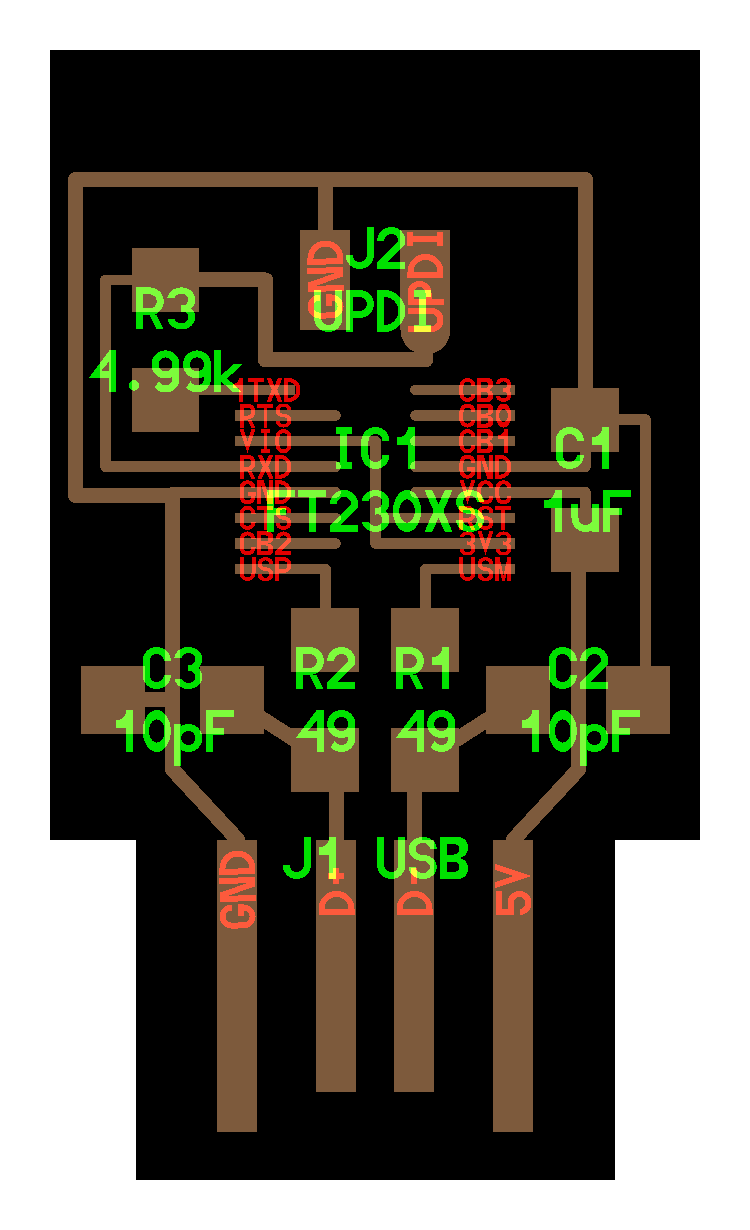 J2
GND
UPDI
UPDI
R3
4.99k
1TXD
CB3
RTS
CB0
VIO
CB1
IC1
C1
RXD
GND
GND
VCC
FT230XS
1uF
CTS
RST
CB2
3V3
USP
USM
C3
R2
R1
C2
10pF
49
49
10pF
J1 USB
GND
D+
D-
5V